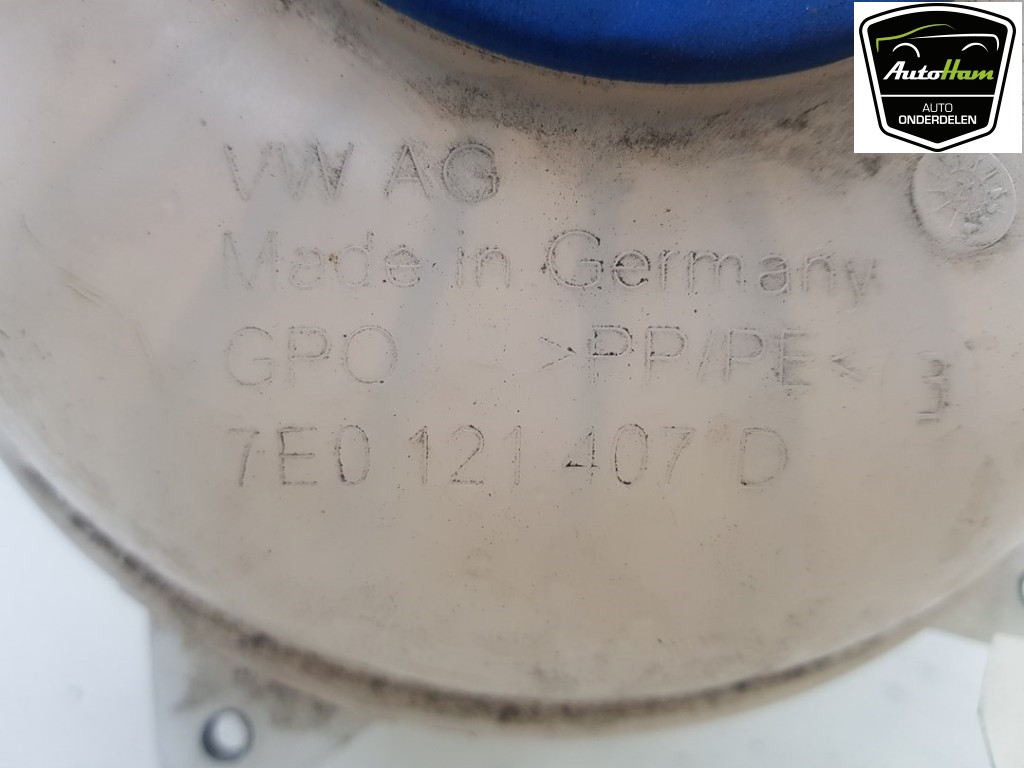 AutoHam
AUTO
ONDERDELEN
VW AG
Made in Germany
GPO >PP/PE<
7E0 121 407 D